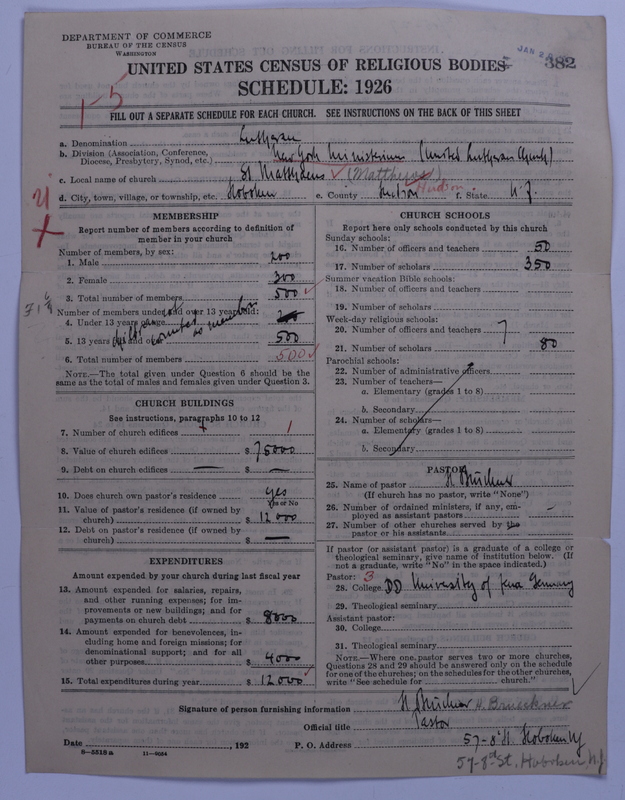 DEPARTMENT OF COMMERCE
BUREAU OF THE CENSUS
WASHINGTON
JAN 2
382
UNITED STATES CENSUS OF RELIGIOUS BODIES
SCHEDULE: 1926
1-5
FILL OUT A SEPARATE SCHEDULE FOR EACH CHURCH. SEE INSTRUCTIONS ON THE BACK OF THIS SHEET
a. Denomination Lutheran
b. Division (Association, Conference, Diocese, Presbytery, Synod, etc.) New York Ministerium (United Lutheran Church)
c. Local name of church St Matthews (Matthews)
d. City, town, village, or township, etc. Hoboken e. County Hudson Hudson f. State N.J.
MEMBERSHIP
Report number of members according to definition of member in your church
Number of members, by sex:
1. Male 200
2. Female 300
3. Total number of members 500
Number of members under and over 13 years old:
4. Under 13 years of age
not counted as members
5. 13 years old and over 500
6. Total number of members 500
NOTE.—The total given under Question 6 should be the same as the total of males and females given under Question 3.
CHURCH BUILDINGS
See instructions, paragraphs 10 to 12
7. Number of church edifices 1
8. Value of church edifices $ 75000
9. Debt on church edifices — $ —
10. Does church own pastor's residence yes
Yes or No
11. Value of pastor's residence (if owned by church) $ 12000
12. Debt on pastor's residence (if owned by church) $ —
EXPENDITURES
Amount expended by your church during last fiscal year
13. Amount expended for salaries, repairs, and other running expenses; for improvements or new buildings; and for payments on church debt $ 8000
14. Amount expended for benevolences, including home and foreign missions; for denominational support; and for all other purposes $ 4000
15. Total expenditures during year $ 12000
CHURCH SCHOOLS
Report here only schools conducted by this church
Sunday schools:
16. Number of officers and teachers 50
17. Number of scholars 350
Summer vacation Bible schools:
18. Number of officers and teachers
19. Number of scholars
Week-day religious schools:
20. Number of officers and teachers 7
21. Number of scholars 80
Parochial schools:
22. Number of administrative officers
23. Number of teachers—
a. Elementary (grades 1 to 8)
b. Secondary
24. Number of scholars—
a. Elementary (grades 1 to 8)
b. Secondary
PASTOR
25. Name of pastor H Brückner
(If church has no pastor, write "None")
26. Number of ordained ministers, if any, employed as assistant pastors —
27. Number of other churches served by the pastor or his assistants
If pastor (or assistant pastor) is a graduate of a college or theological seminary, give name of institution below. (If not a graduate, write "No" in the space indicated.)
Pastor: 3
28. College DD University of Jena Germany
29. Theological seminary
Assistant pastor:
30. College
31. Theological seminary
NOTE.—Where one pastor serves two or more churches, Questions 28 and 29 should be answered only on the schedule for one of the churches; on the schedules for the other churches, write "See schedule for church."
Signature of person furnishing information H Brückner H. Brueckner
Official title Pastor
Date , 192 P. O. Address 57-8 St. Hoboken NJ
8-5518a 11-9054
57-8th St., Hoboken N.J.